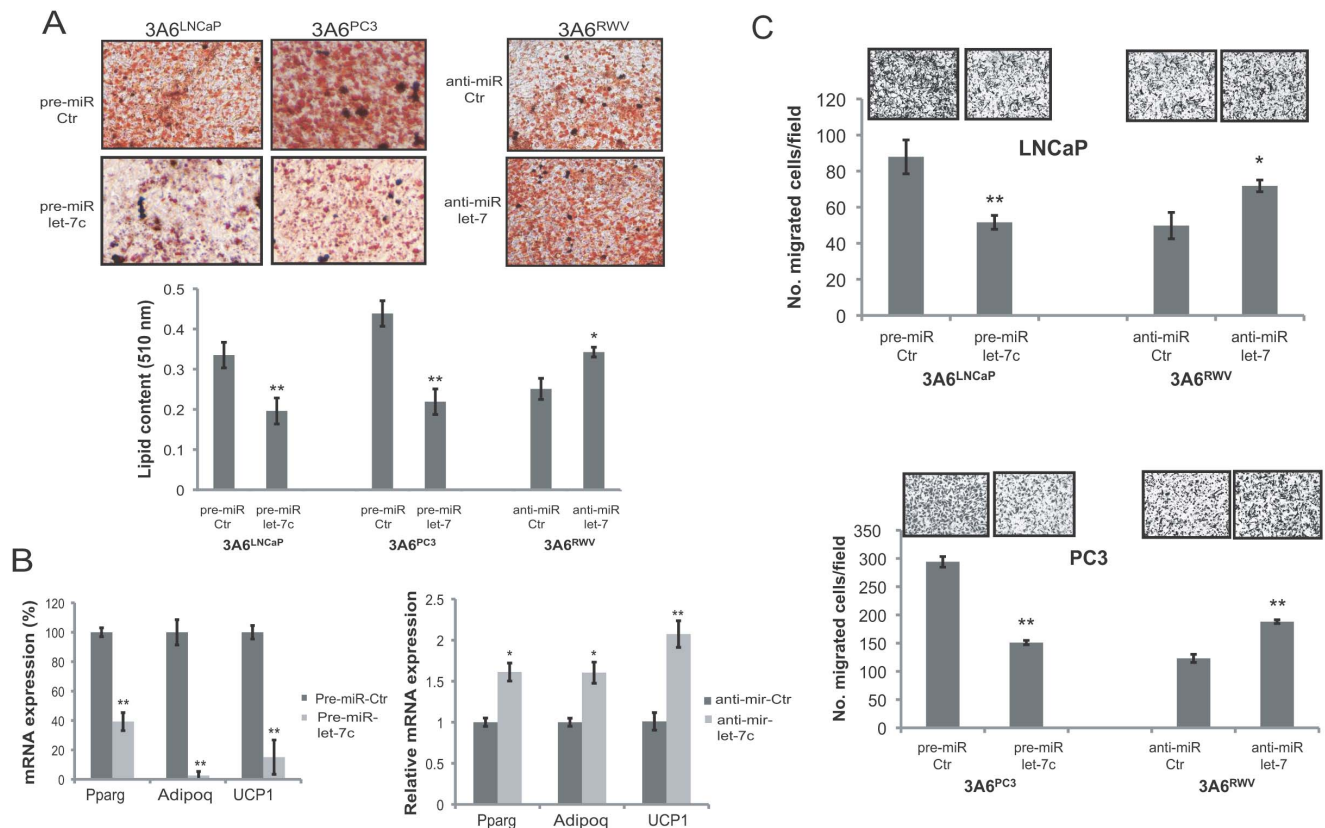 A
3A6LNCaP
3A6PC3
3A6RWV
pre-miR
Ctr
anti-miR
Ctr
pre-miR
let-7c
anti-miR
let-7
Lipid content (510 nm)
0.5
0.4
0.3
0.2
0.1
0
**
**
*
pre-miR
Ctr
pre-miR
let-7c
pre-miR
Ctr
pre-miR
let-7
anti-miR
Ctr
anti-miR
let-7
3A6LNCaP
3A6PC3
3A6RWV
B
mRNA expression (%)
120
100
80
60
40
20
0
**
**
**
Pparg
Adipoq
UCP1
Pre-miR-Ctr
Pre-miR-
let-7c
Relative mRNA expression
2.5
2
1.5
1
0.5
0
*
*
**
Pparg
Adipoq
UCP1
anti-mir-Ctr
anti-mir-
let-7c
C
LNCaP
No. migrated cells/field
120
100
80
60
40
20
0
**
*
pre-miR
Ctr
pre-miR
let-7c
anti-miR
Ctr
anti-miR
let-7
3A6LNCaP
3A6RWV
PC3
No. migrated cells/field
350
300
250
200
150
100
50
0
**
**
pre-miR
Ctr
pre-miR
let-7c
anti-miR
Ctr
anti-miR
let-7
3A6PC3
3A6RWV